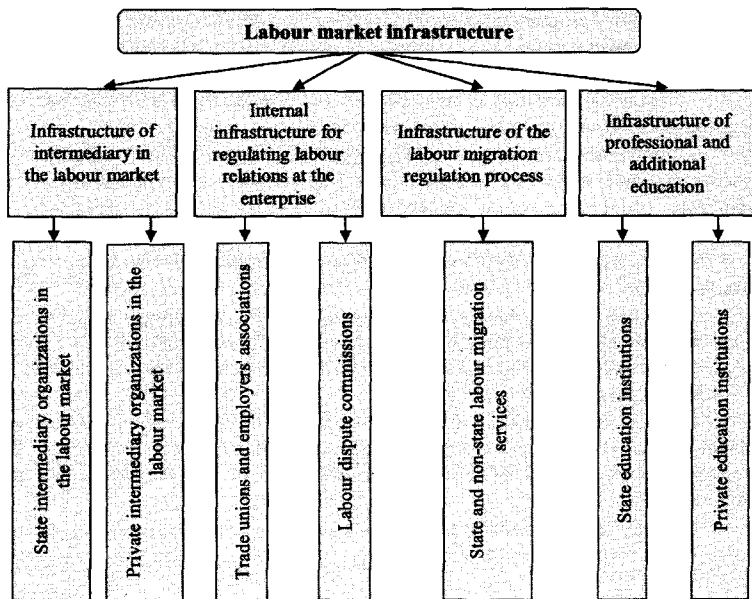 Labour market infrastructure
Infrastructure of
intermediary in
the labour market
Internal
infrastructure for
regulating labour
relations at the
enterprise
Infrastructure of the
labour migration
regulation process
Infrastructure of
professional and
additional
education
State intermediary organizations in
the labour market
Private intermediary organizations in the
labour market
Trade unions and employers' associations
Labour dispute commissions
State and non-state labour migration
services
State education institutions
Private education institutions